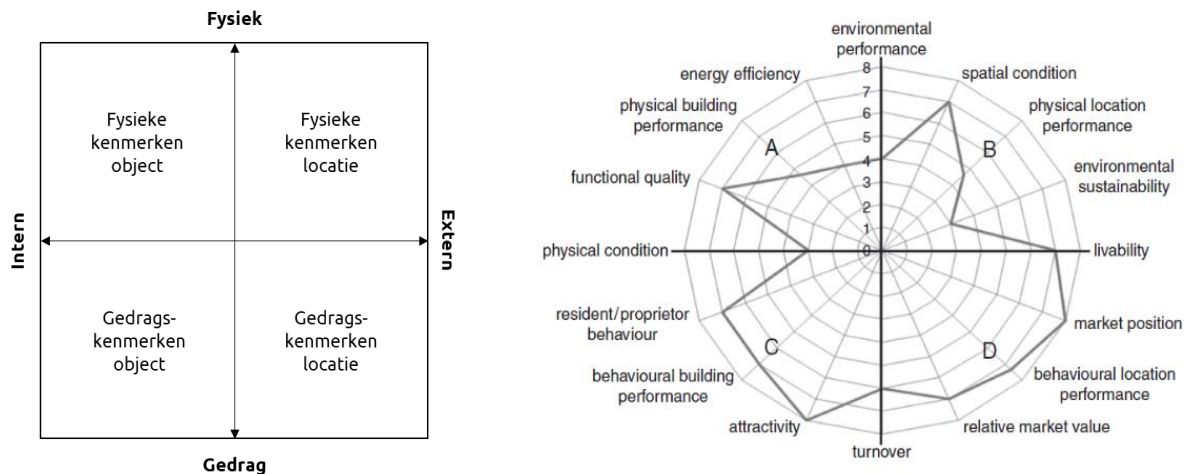 Fysiek
Fysieke
kenmerken
object
Fysieke
kenmerken
locatie
Intern
Extern
Gedrags-
kenmerken
object
Gedrags-
kenmerken
locatie
Gedrag
environmental
performance
energy efficiency
spatial condition
physical building
performance
physical location
performance
functional quality
environmental
sustainability
physical condition
livability
resident/proprietor
behaviour
market position
behavioural building
performance
behavioural location
performance
attractivity
relative market value
turnover
8
7
6
5
4
3
2
1
0
A
B
C
D